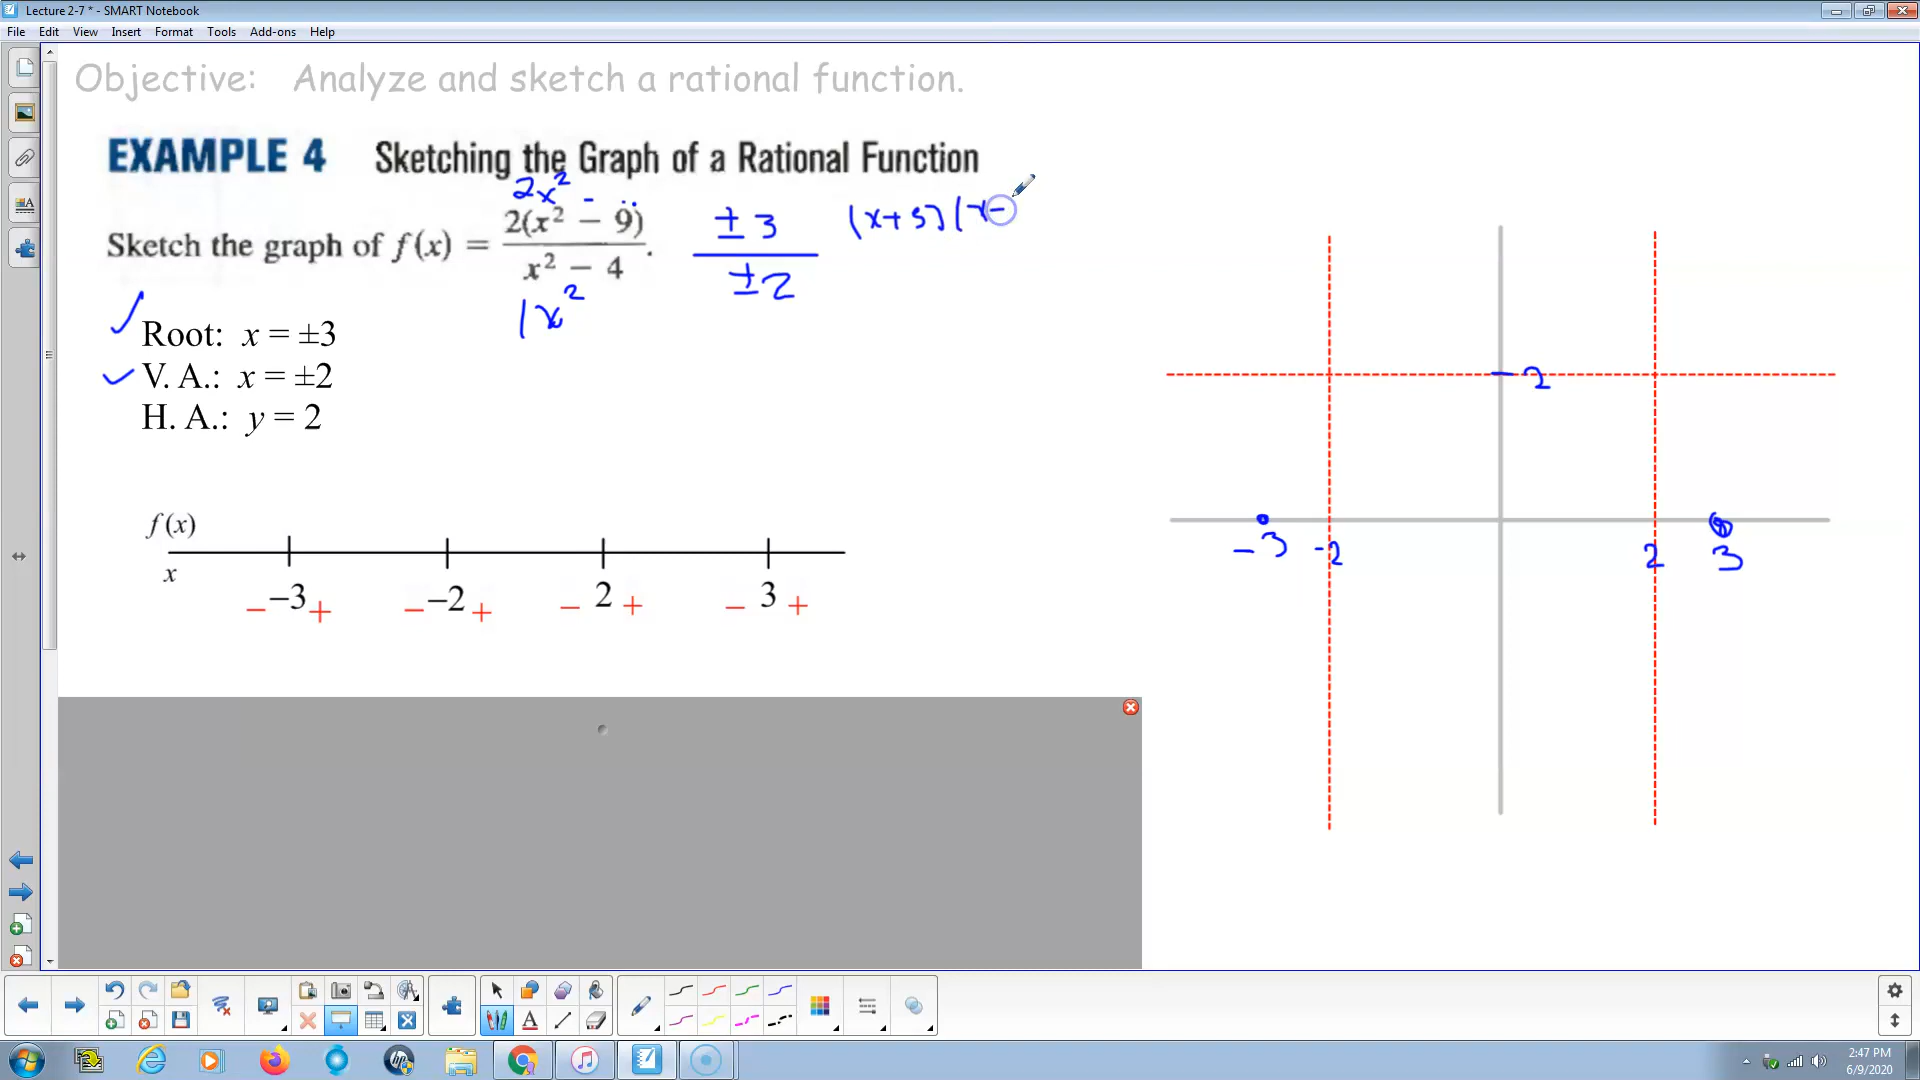 Lecture 2-7 * - SMART Notebook
File Edit View Insert Format Tools Add-ons Help
Objective: Analyze and sketch a rational function.
EXAMPLE 4 Sketching the Graph of a Rational Function
2x² -
Sketch the graph of f(x) = 2(x² − 9) / x² − 4 .
±3 / ±2
(x+3)(x-
1x²
Root: x = ±3
V. A.: x = ±2
H. A.: y = 2
f(x)
x
− −3 + − −2 + − 2 + − 3 +
2
-3 -2 2 3
2:47 PM
6/9/2020